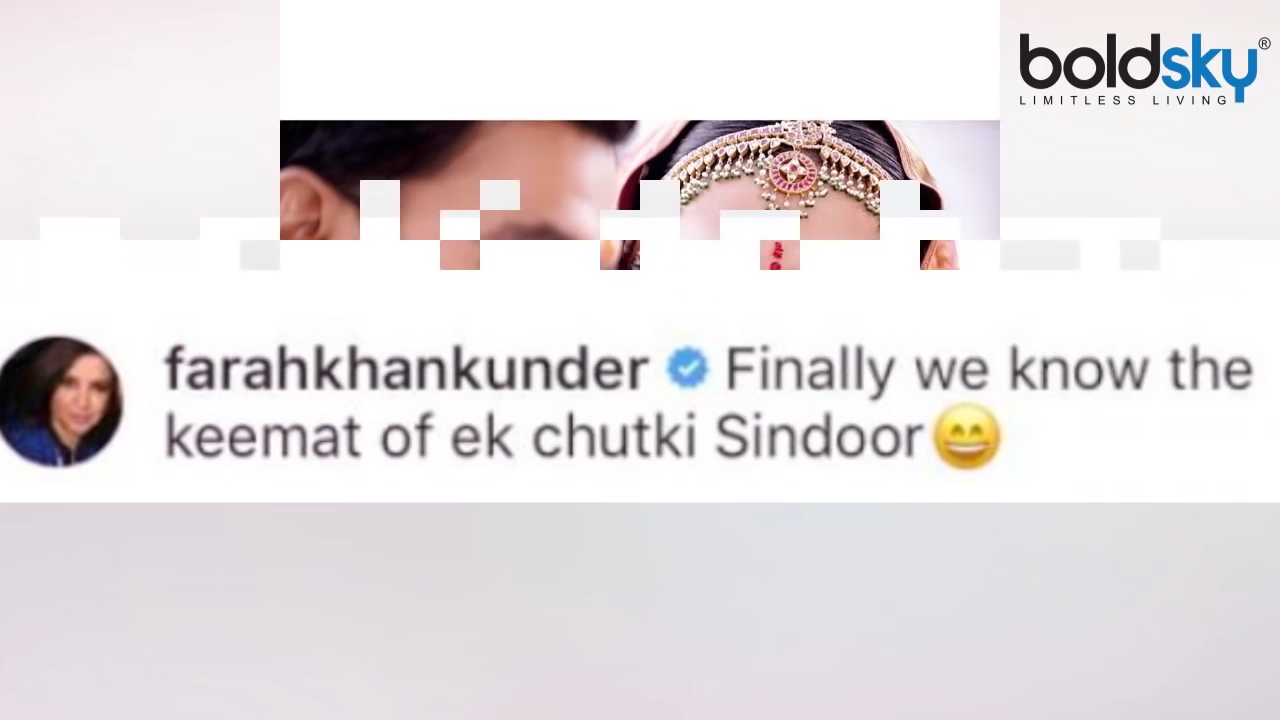 boldsky®
LIMITLESS LIVING
farahkhankunder Finally we know the
keemat of ek chutki Sindoor😄